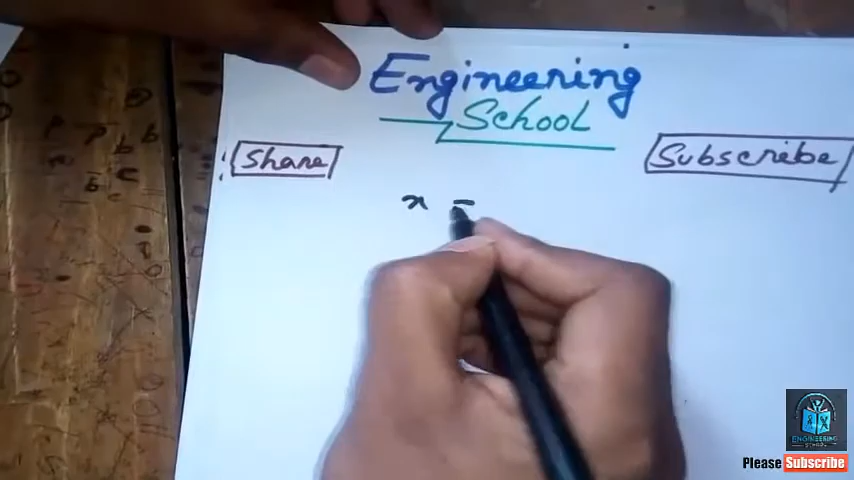 Engineering
School
Share
Subscribe
x =
ENGINEERING
SCHOOL
Please Subscribe